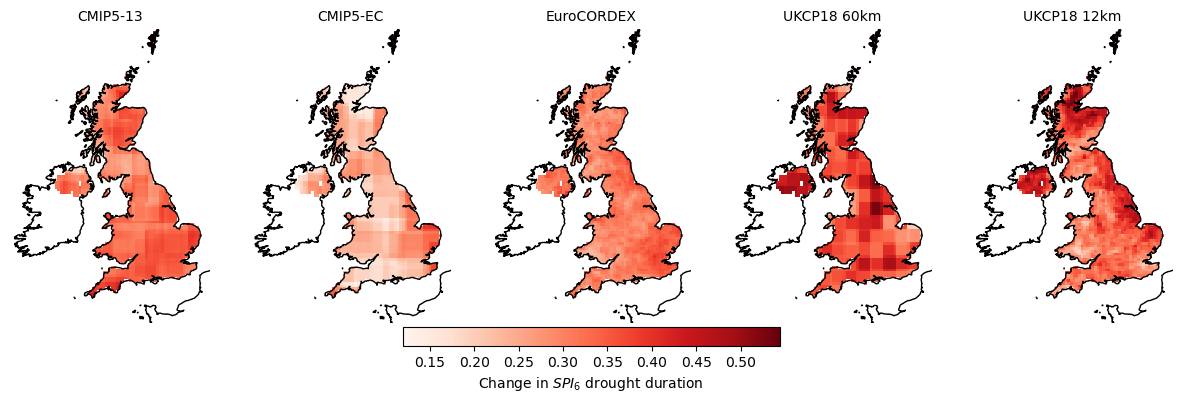 CMIP5-13 CMIP5-EC EuroCORDEX UKCP18 60km UKCP18 12km
0.15 0.20 0.25 0.30 0.35 0.40 0.45 0.50
Change in SPI₆ drought duration